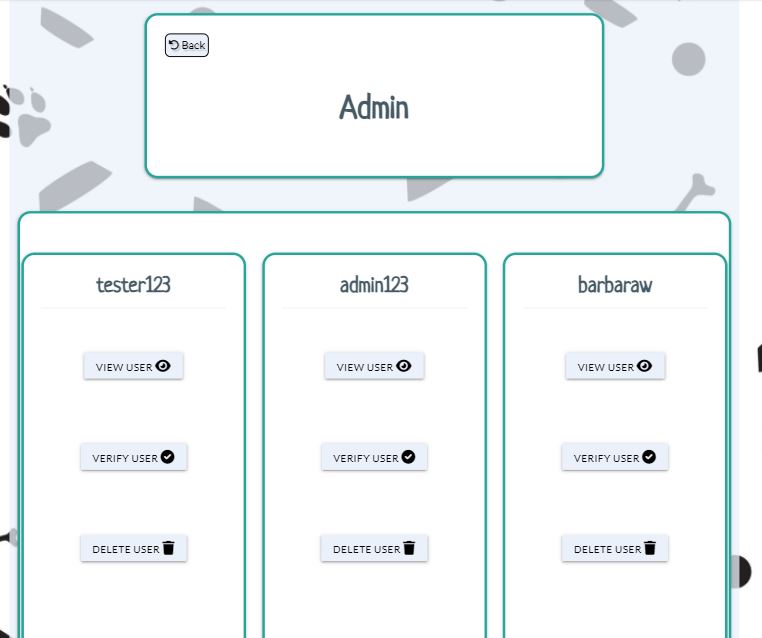 Back
Admin
tester123
admin123
barbaraw
VIEW USER
VIEW USER
VIEW USER
VERIFY USER
VERIFY USER
VERIFY USER
DELETE USER
DELETE USER
DELETE USER